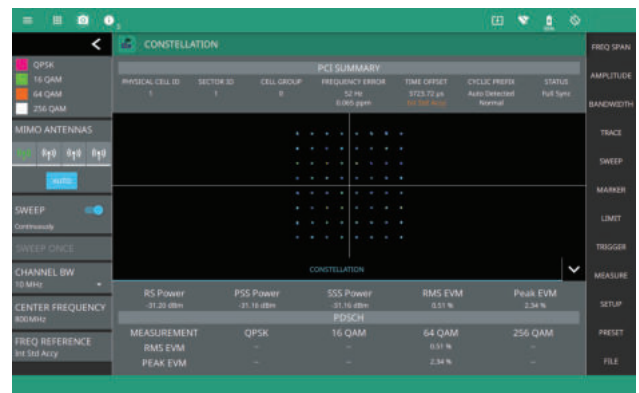 CONSTELLATION
QPSK
16 QAM
64 QAM
256 QAM
MIMO ANTENNAS
AUTO
SWEEP
Continuously
SWEEP ONCE
CHANNEL BW
10 MHz
CENTER FREQUENCY
800 MHz
FREQ REFERENCE
Int Std Accy
PCI SUMMARY
PHYSICAL CELL ID SECTOR ID CELL GROUP FREQUENCY ERROR TIME OFFSET CYCLIC PREFIX STATUS
1 1 0 52 Hz 5723.72 µs Auto Detected Full Sync
0.065 ppm Int Std Accy Normal
CONSTELLATION
RS Power PSS Power SSS Power RMS EVM Peak EVM
-31.20 dBm -31.16 dBm -31.16 dBm 0.51 % 2.34 %
PDSCH
MEASUREMENT QPSK 16 QAM 64 QAM 256 QAM
RMS EVM -- -- 0.51 % --
PEAK EVM -- -- 2.34 % --
FREQ SPAN
AMPLITUDE
BANDWIDTH
TRACE
SWEEP
MARKER
LIMIT
TRIGGER
MEASURE
SETUP
PRESET
FILE